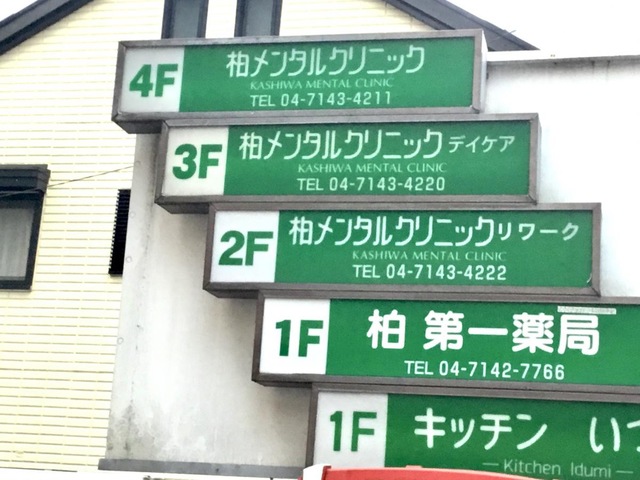 4F
柏メンタルクリニック
KASHIWA MENTAL CLINIC
TEL 04-7143-4211
3F
柏メンタルクリニック デイケア
KASHIWA MENTAL CLINIC
TEL 04-7143-4220
2F
柏メンタルクリニック リワーク
KASHIWA MENTAL CLINIC
TEL 04-7143-4222
1F
柏 第一薬局
TEL 04-7142-7766
1F
キッチン い
Kitchen Idumi